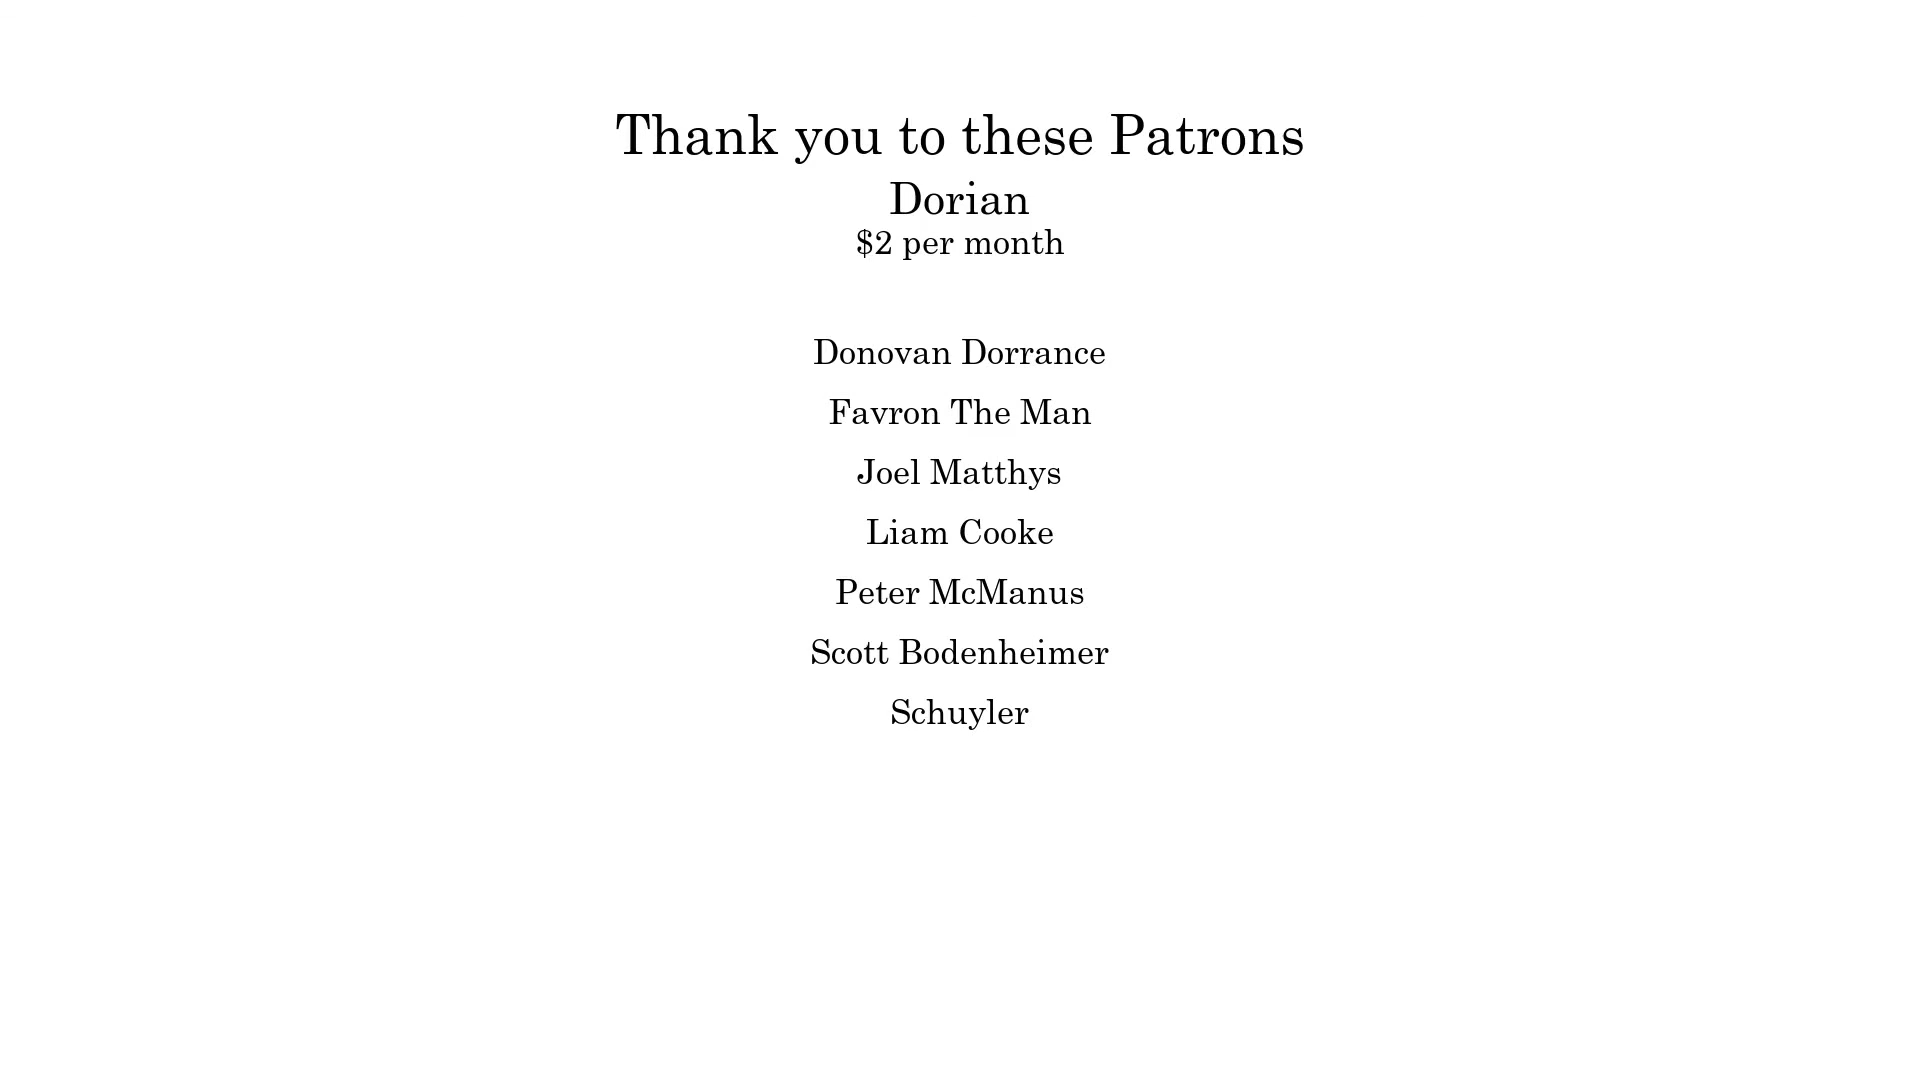 Thank you to these Patrons
Dorian
$2 per month
Donovan Dorrance
Favron The Man
Joel Matthys
Liam Cooke
Peter McManus
Scott Bodenheimer
Schuyler